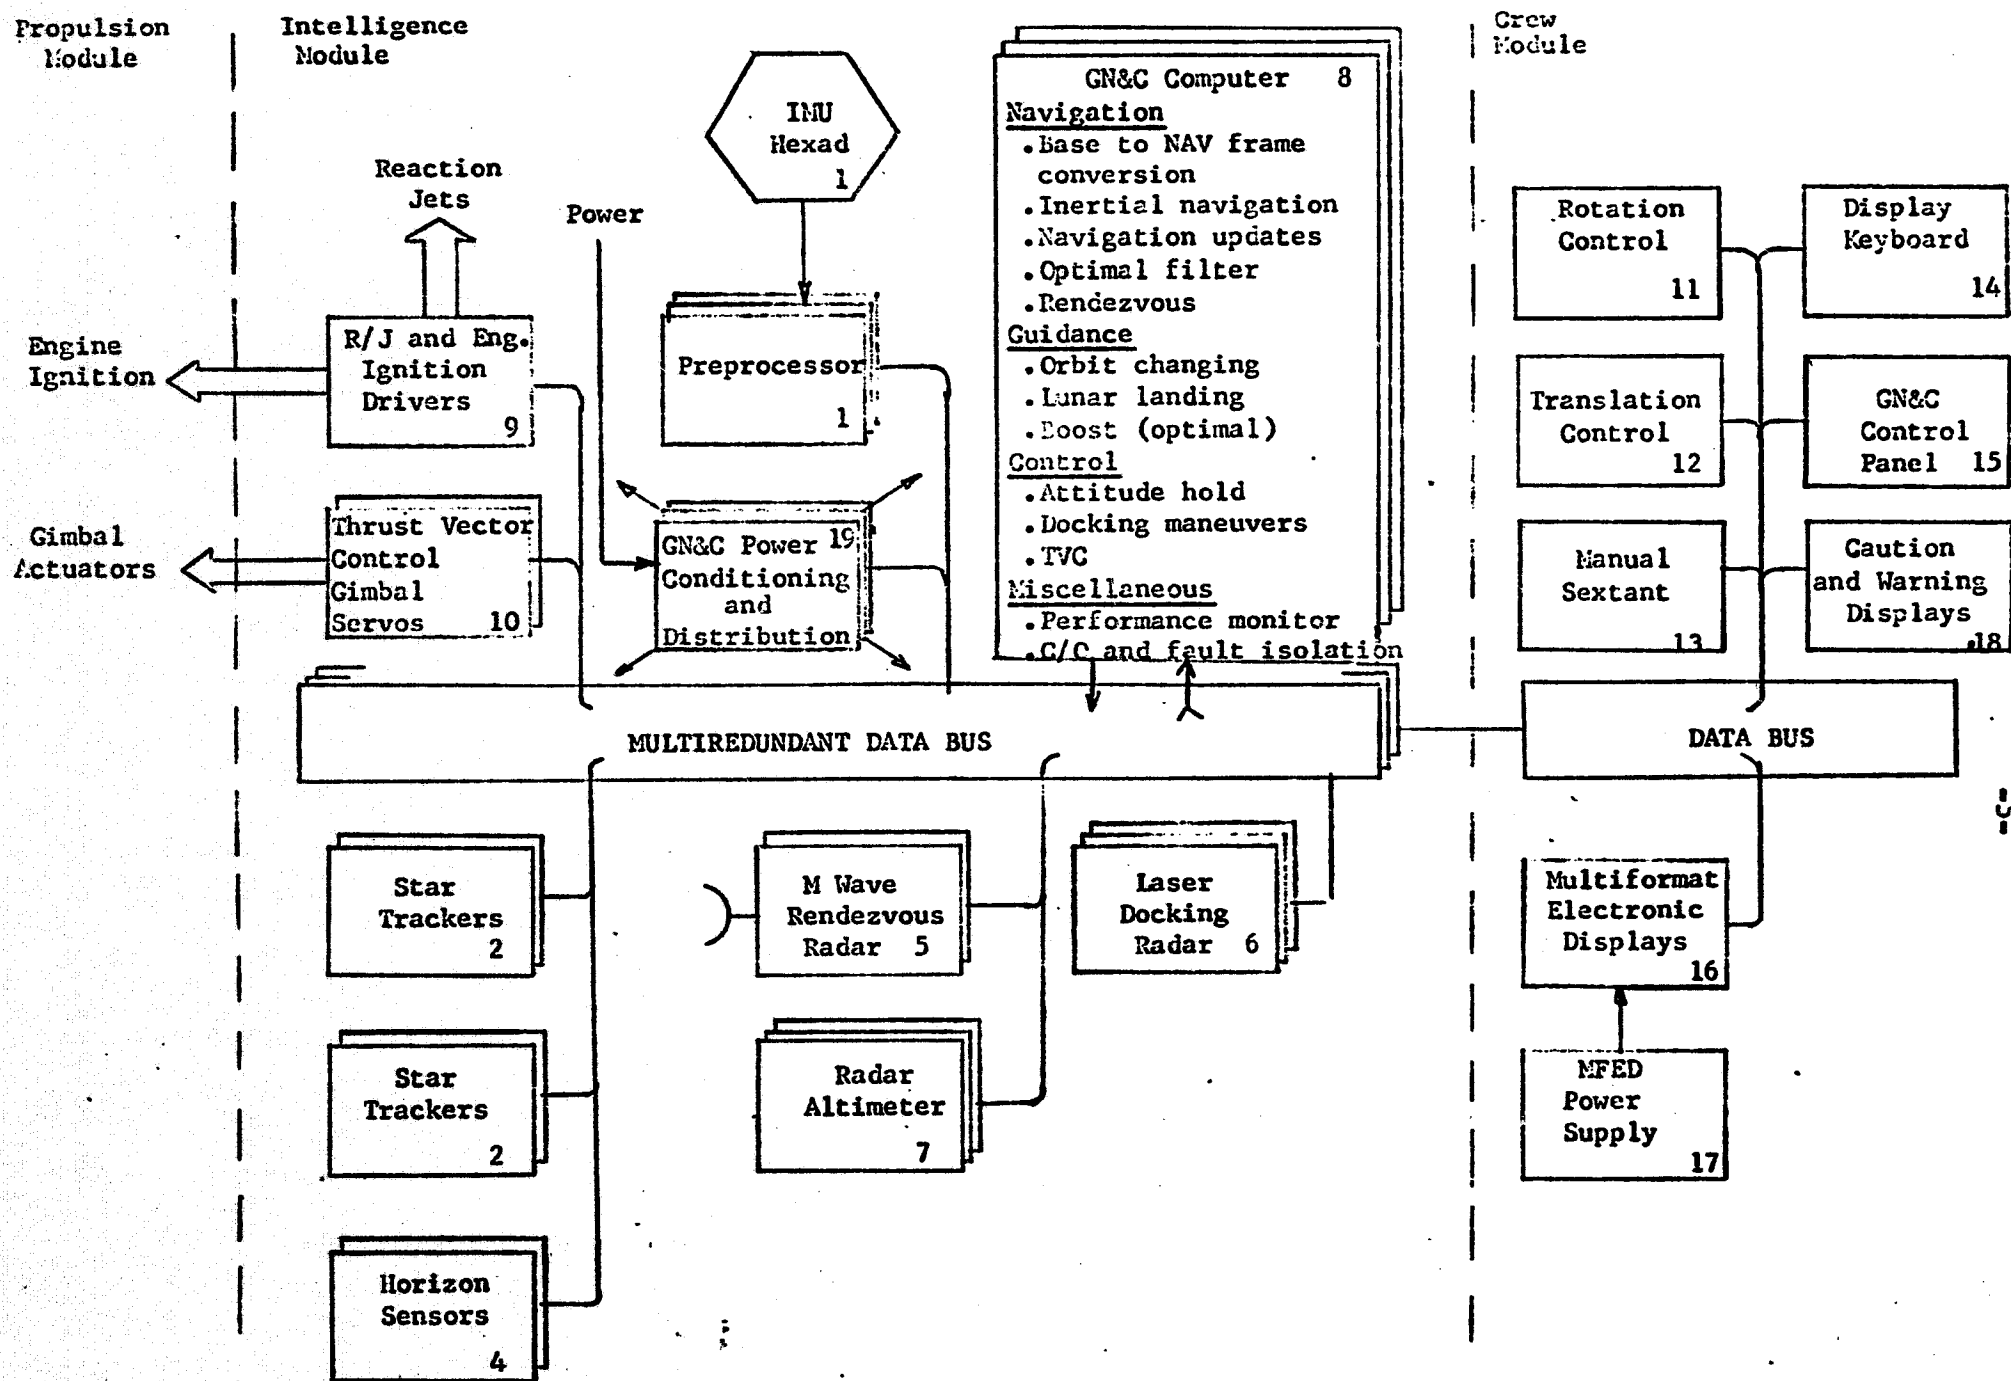 Propulsion
Module
Intelligence
Module
Crew
Module
IMU
Hexad
1
Reaction
Jets
Power
GN&C Computer 8
Navigation
.Base to NAV frame
conversion
.Inertial navigation
.Navigation updates
.Optimal filter
.Rendezvous
Guidance
.Orbit changing
.Lunar landing
.Boost (optimal)
Control
.Attitude hold
.Docking maneuvers
.TVC
Miscellaneous
.Performance monitor
.C/C and fault isolation
Engine
Ignition
R/J and Eng.
Ignition
Drivers
9
Preprocessor
1
Gimbal
Actuators
Thrust Vector
Control
Gimbal
Servos 10
GN&C Power 19
Conditioning
and
Distribution
Rotation
Control
11
Display
Keyboard
14
Translation
Control
12
GN&C
Control
Panel 15
Manual
Sextant
13
Caution
and Warning
Displays
18
MULTIREDUNDANT DATA BUS
DATA BUS
Star
Trackers
2
M Wave
Rendezvous
Radar 5
Laser
Docking
Radar 6
Multiformat
Electronic
Displays
16
Star
Trackers
2
Radar
Altimeter
7
MFED
Power
Supply
17
Horizon
Sensors
4